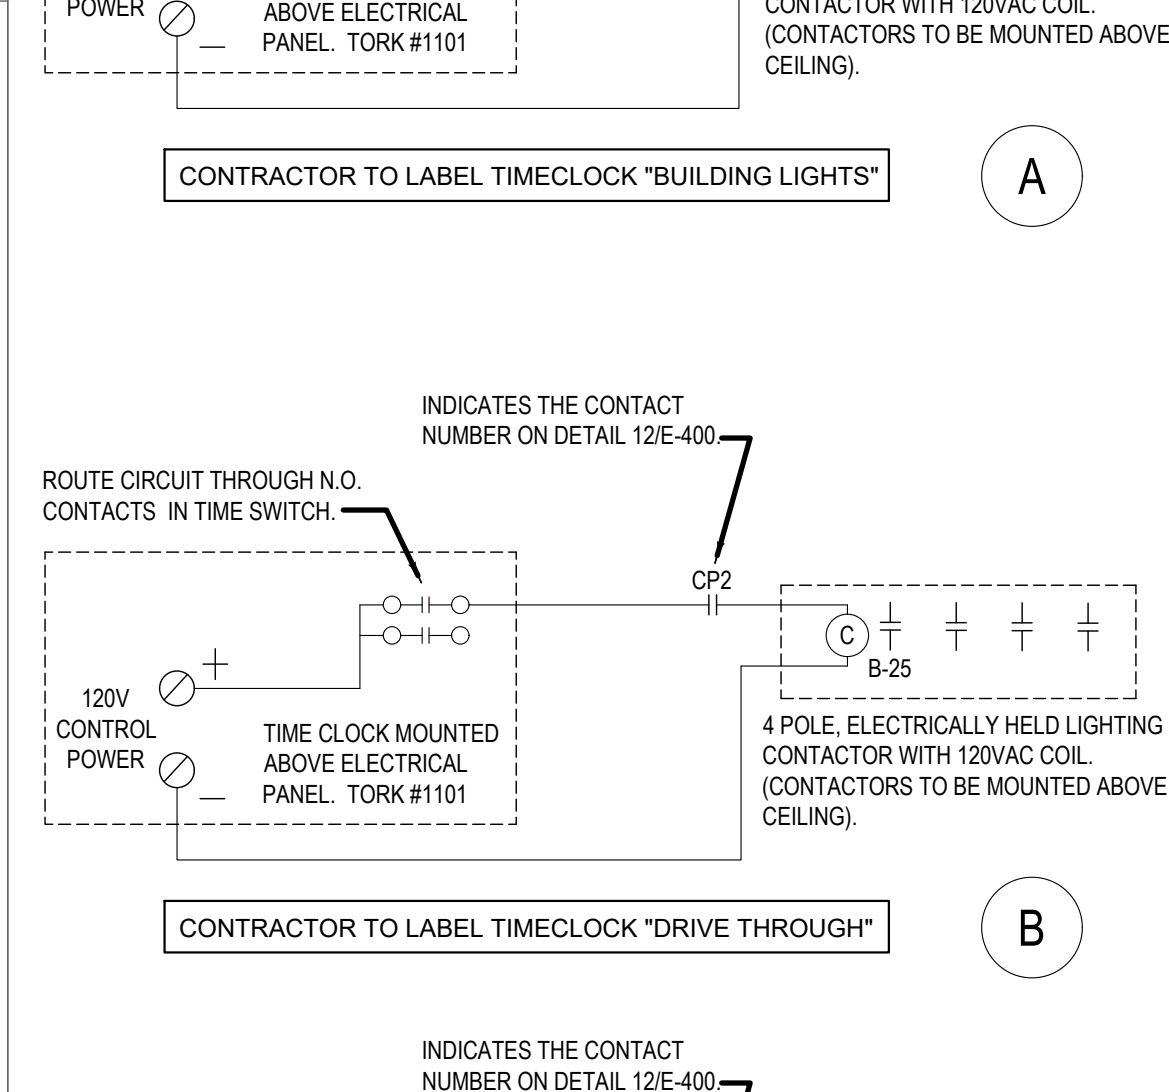 POWER
ABOVE ELECTRICAL
PANEL. TORK #1101
CONTACTOR WITH 120VAC COIL.
(CONTACTORS TO BE MOUNTED ABOVE
CEILING).
CONTRACTOR TO LABEL TIMECLOCK "BUILDING LIGHTS"
A
INDICATES THE CONTACT
NUMBER ON DETAIL 12/E-400.
ROUTE CIRCUIT THROUGH N.O.
CONTACTS IN TIME SWITCH.
CP2
C
B-25
120V
CONTROL
POWER
TIME CLOCK MOUNTED
ABOVE ELECTRICAL
PANEL. TORK #1101
4 POLE, ELECTRICALLY HELD LIGHTING
CONTACTOR WITH 120VAC COIL.
(CONTACTORS TO BE MOUNTED ABOVE
CEILING).
CONTRACTOR TO LABEL TIMECLOCK "DRIVE THROUGH"
B
INDICATES THE CONTACT
NUMBER ON DETAIL 12/E-400.